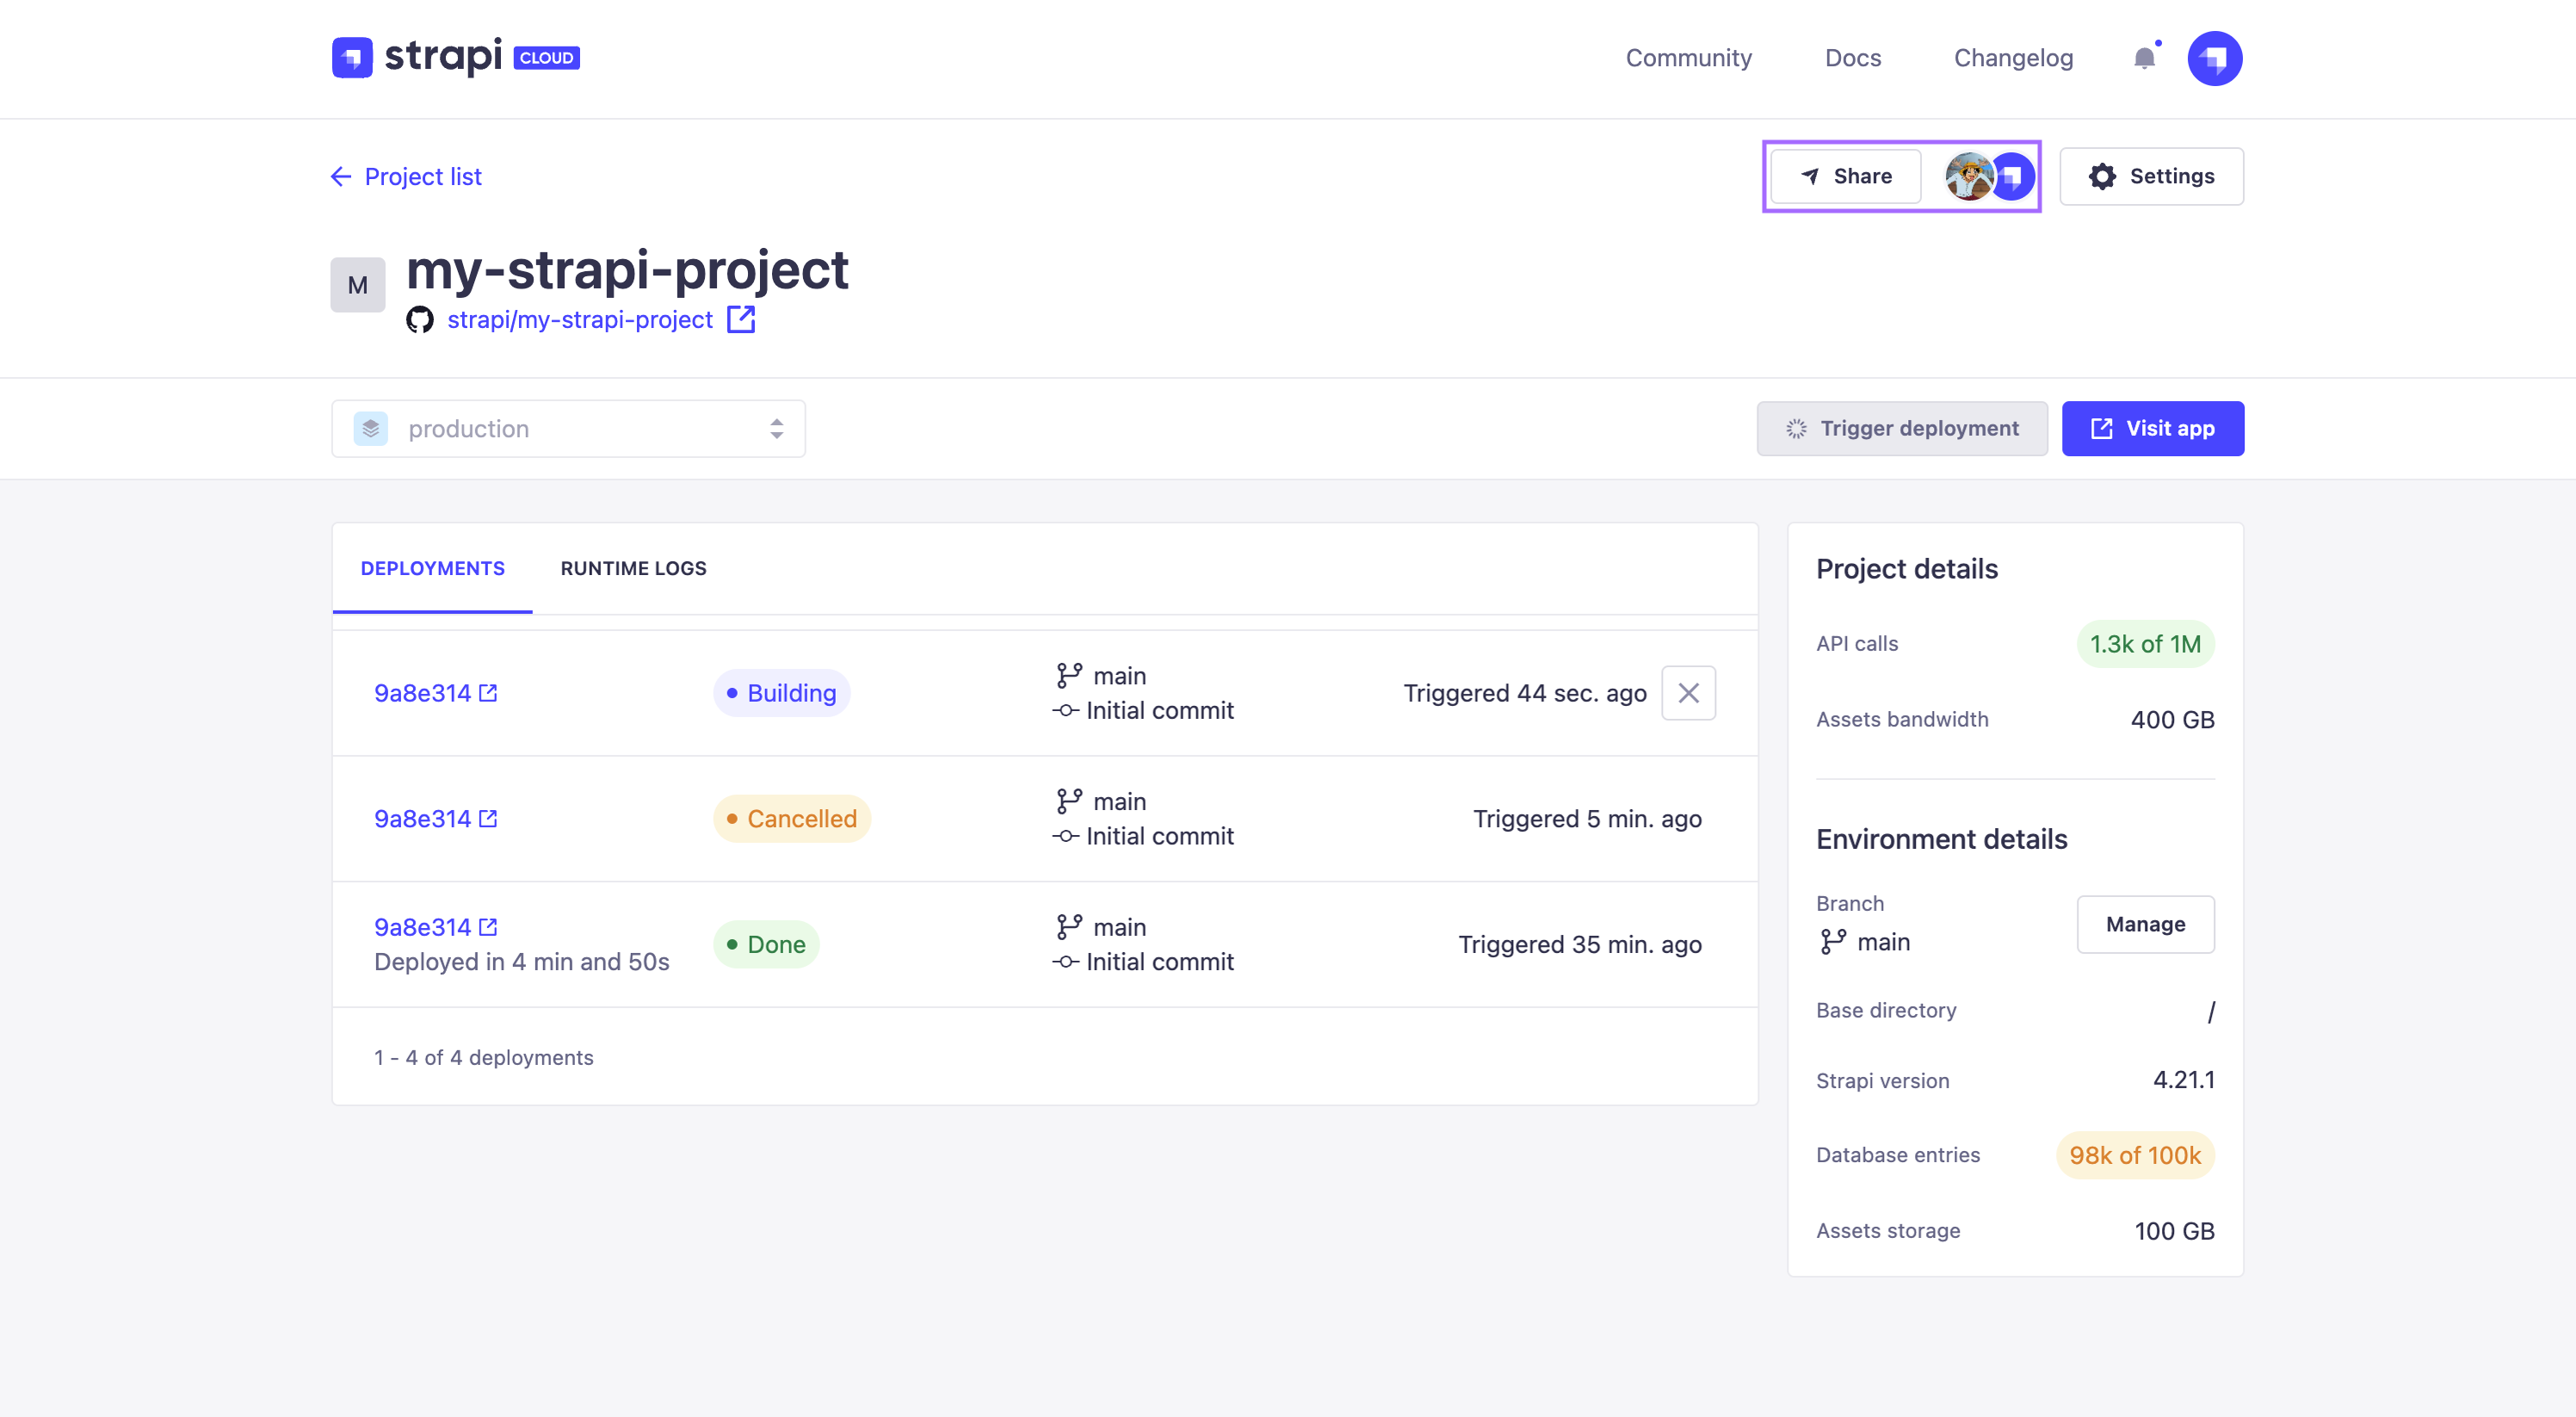 strapi CLOUD
Community Docs Changelog
Project list
Share Settings
M
my-strapi-project
strapi/my-strapi-project
production
Trigger deployment Visit app
DEPLOYMENTS RUNTIME LOGS
9a8e314 Building main Triggered 44 sec. ago
Initial commit
9a8e314 Cancelled main Triggered 5 min. ago
Initial commit
9a8e314 Done main Triggered 35 min. ago
Deployed in 4 min and 50s Initial commit
1 - 4 of 4 deployments
Project details
API calls 1.3k of 1M
Assets bandwidth 400 GB
Environment details
Branch
main
Manage
Base directory /
Strapi version 4.21.1
Database entries 98k of 100k
Assets storage 100 GB